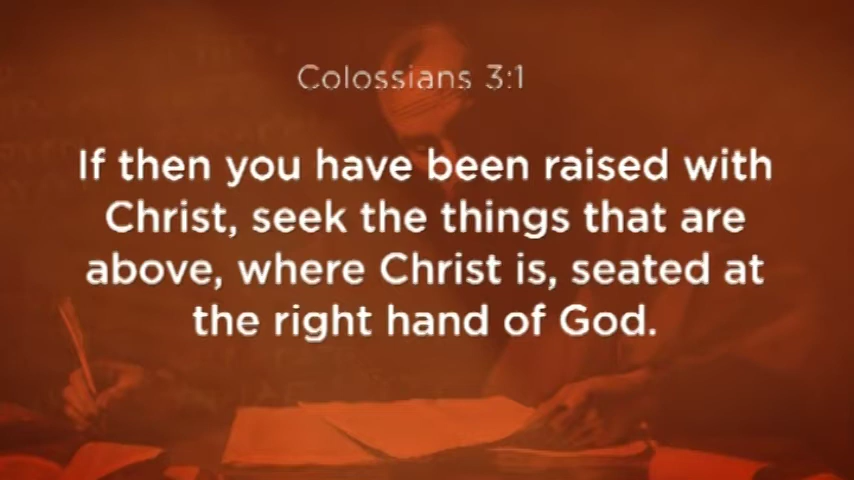 Colossians 3:1
If then you have been raised with
Christ, seek the things that are
above, where Christ is, seated at
the right hand of God.